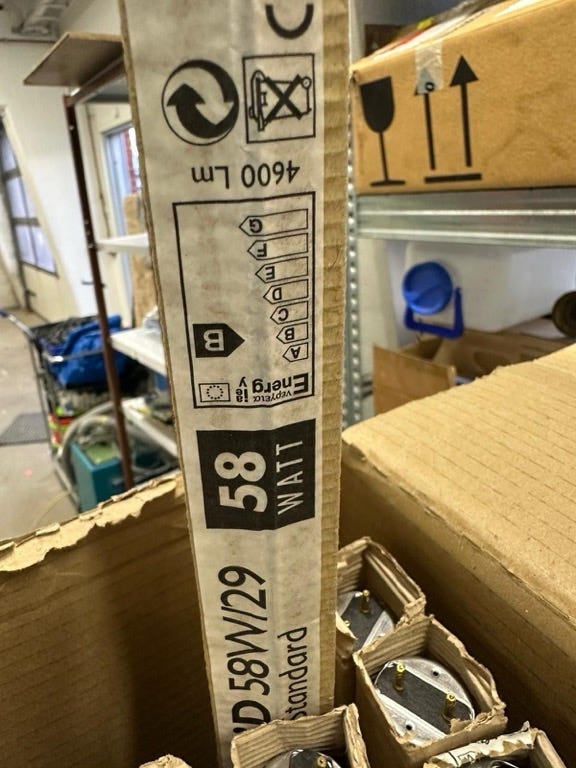 58W/29
Standard
58
WATT
Energ
y
A
B
C
D
E
F
G
B
4600 Lm